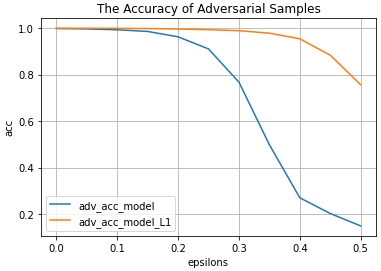 The Accuracy of Adversarial Samples
acc
1.0
0.8
0.6
0.4
0.2
adv_acc_model
adv_acc_model_L1
0.0 0.1 0.2 0.3 0.4 0.5
epsilons